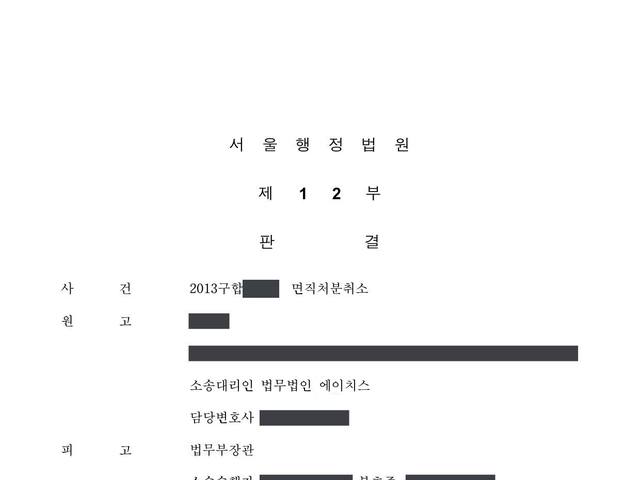 서 울 행 정 법 원
제 1 2 부
판 결
사 건 2013구합 면직처분취소
원 고
소송대리인 법무법인 에이치스
담당변호사
피 고 법무부장관